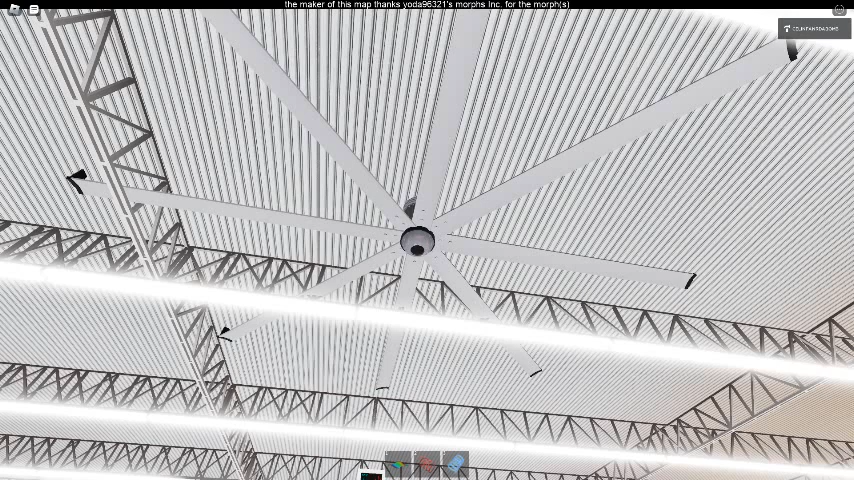 the maker of this map thanks yoda96321's morphs Inc. for the morph(s)